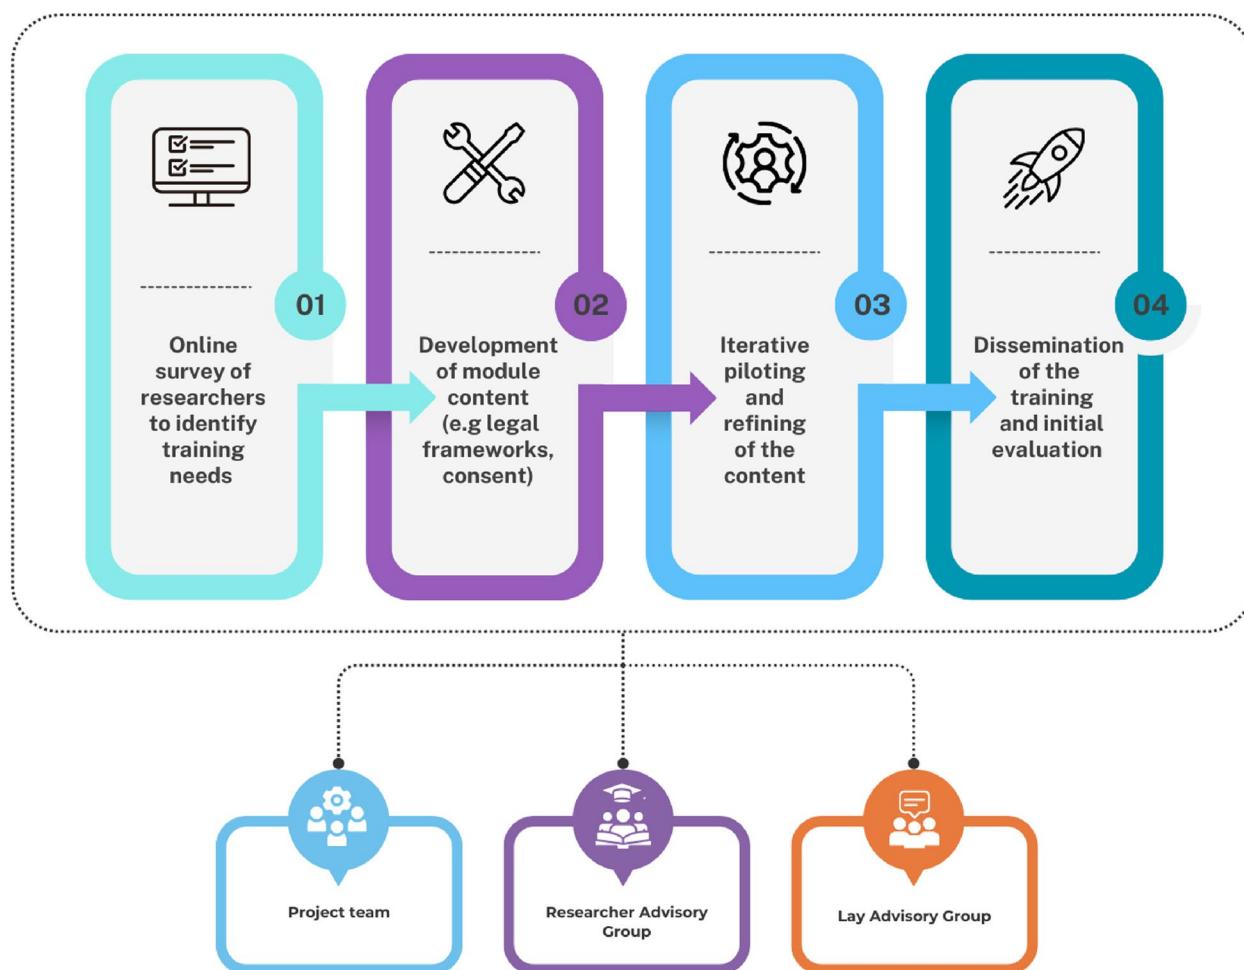 01
Online
survey of
researchers
to identify
training
needs
02
Development
of module
content
(e.g legal
frameworks,
consent)
03
Iterative
piloting
and
refining
of the
content
04
Dissemination
of the
training
and initial
evaluation
Project team
Researcher Advisory
Group
Lay Advisory Group